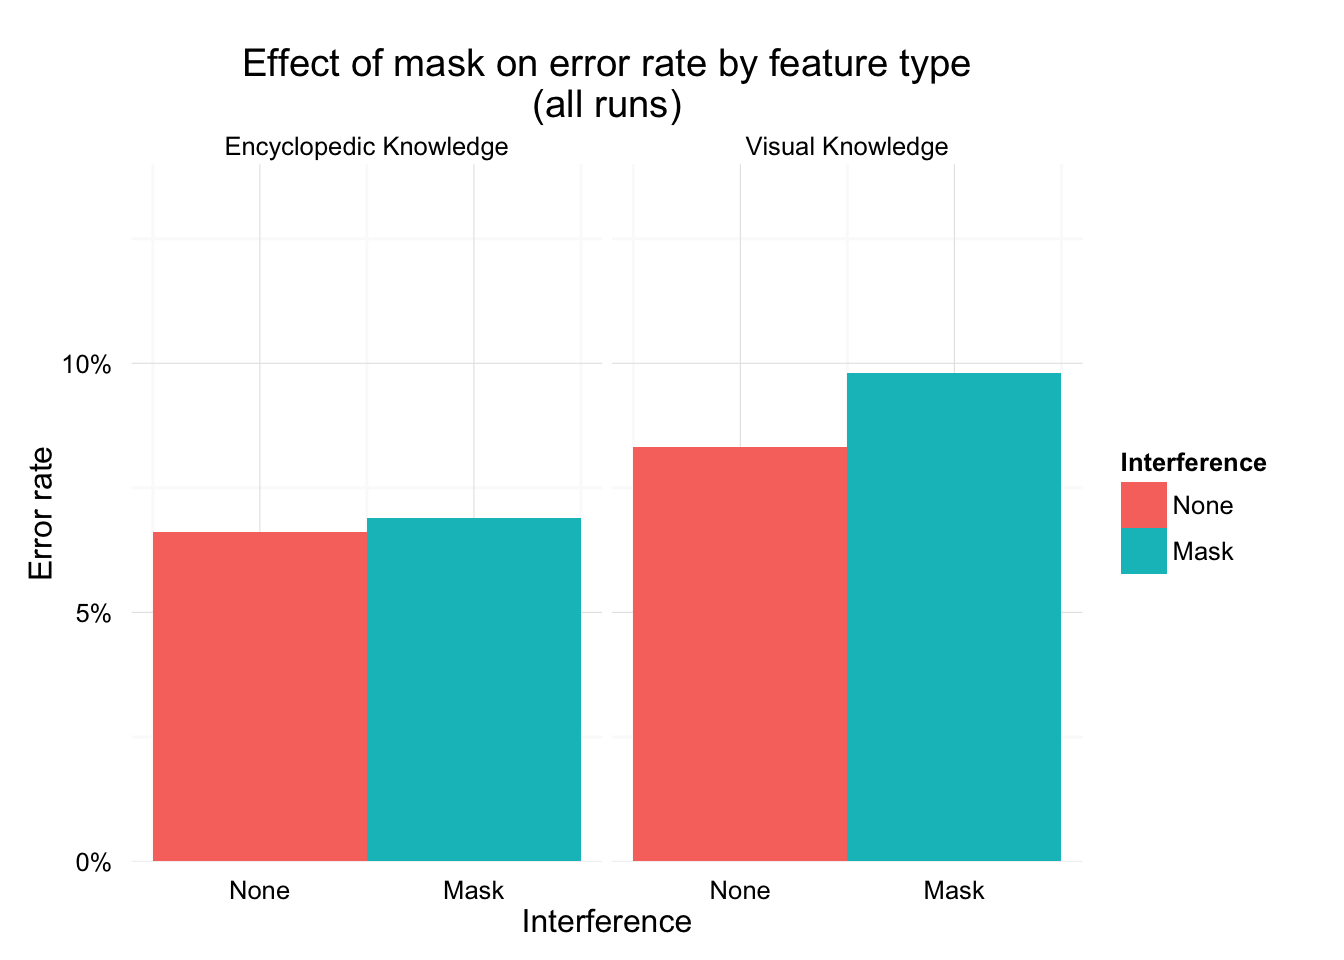 Effect of mask on error rate by feature type
(all runs)
Encyclopedic Knowledge
Visual Knowledge
10%
5%
0%
Error rate
None
Mask
None
Mask
Interference
Interference
None
Mask